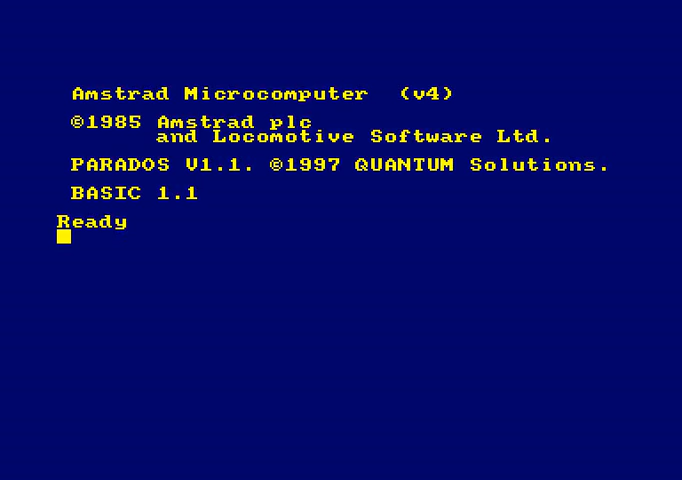 Amstrad Microcomputer (v4)
©1985 Amstrad plc
and Locomotive Software Ltd.
PARADOS V1.1. ©1997 QUANTUM Solutions.
BASIC 1.1
Ready